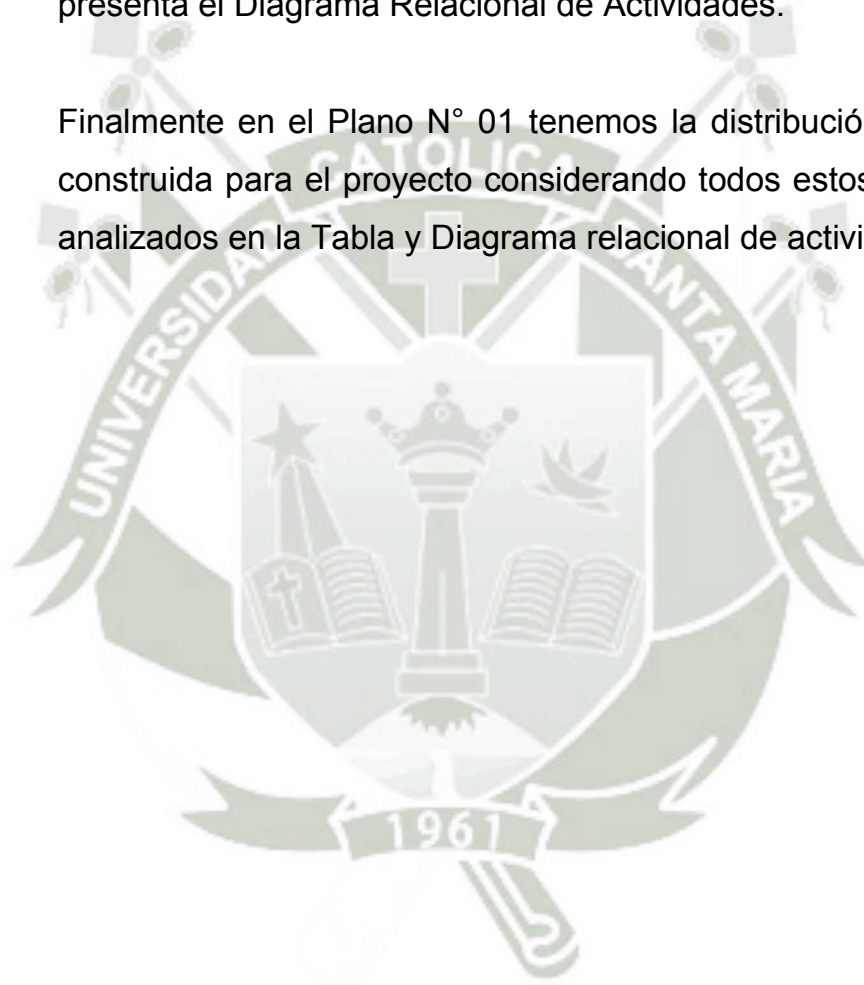 presenta el Diagrama Relacional de Actividades.
Finalmente en el Plano N° 01 tenemos la distribució
construida para el proyecto considerando todos estos
analizados en la Tabla y Diagrama relacional de activi
UNIVERSIDAD CATOLICA SANTA MARIA
1961